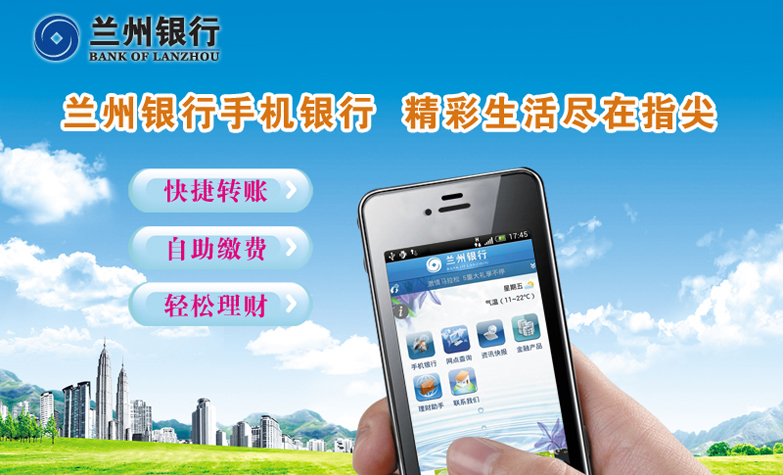 兰州银行
BANK OF LANZHOU
兰州银行手机银行 精彩生活尽在指尖
快捷转账
自助缴费
轻松理财
17:45
兰州银行
激情马拉松 5重大礼享不停
星期五
气温（11~22℃）
手机银行 网点查询 资讯快报 金融产品
理财助手 联系我们